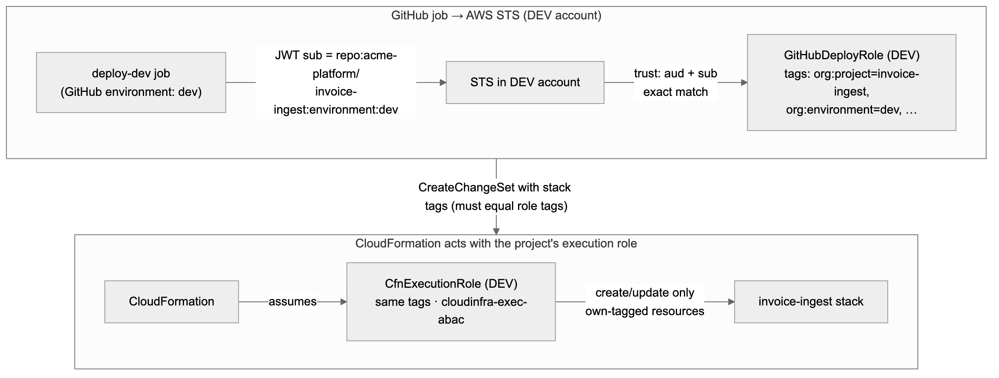 GitHub job → AWS STS (DEV account)
deploy-dev job
(GitHub environment: dev)
JWT sub = repo:acme-
platform/
invoice-
ingest:environment:dev
STS in DEV account
trust: aud + sub
exact match
GitHubDeployRole (DEV)
tags: org:project=invoice-
ingest,
org:environment=dev, …
CreateChangeSet with stack
tags (must equal role tags)
CloudFormation acts with the project's execution role
CloudFormation
assumes
CfnExecutionRole (DEV)
same tags · cloudinfra-exec-
abac
create/update only
own-tagged resources
invoice-ingest stack